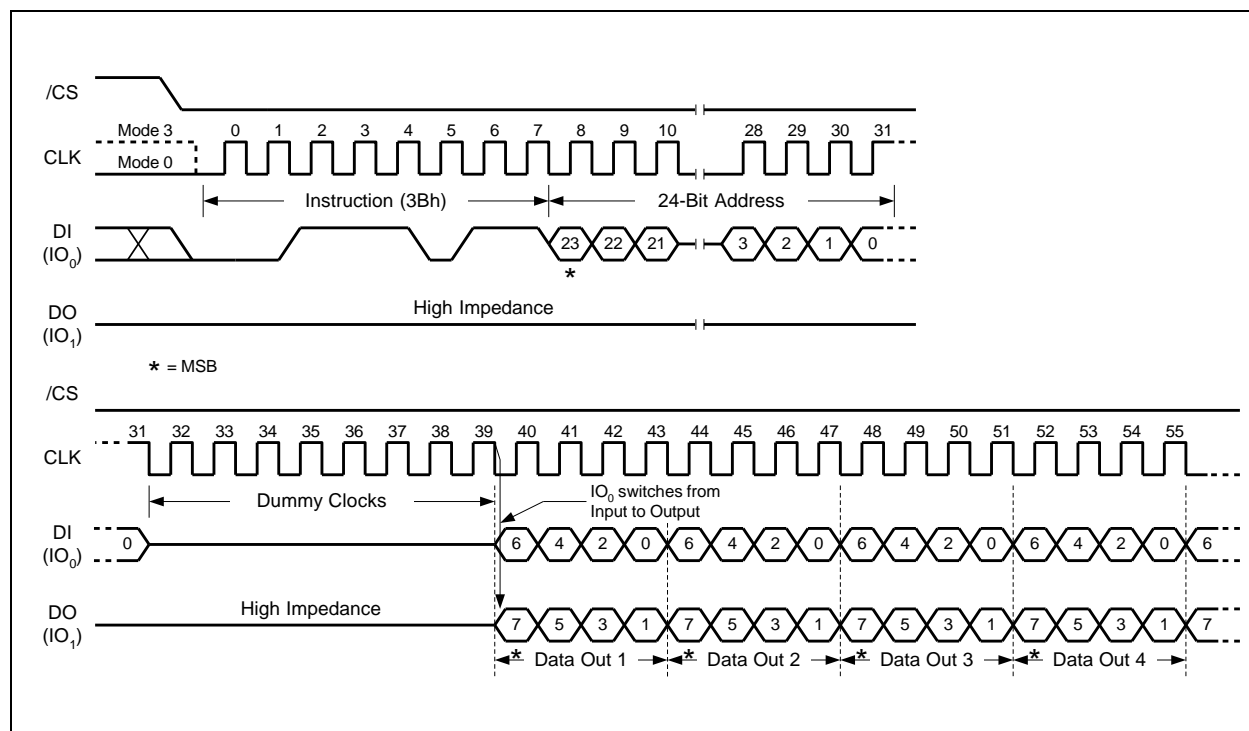 /CS
Mode 3 0 1 2 3 4 5 6 7 8 9 10 28 29 30 31
CLK Mode 0
Instruction (3Bh) 24-Bit Address
DI
(IO0) 23 22 21 3 2 1 0
*
High Impedance
DO
(IO1)
* = MSB
/CS
31 32 33 34 35 36 37 38 39 40 41 42 43 44 45 46 47 48 49 50 51 52 53 54 55
CLK
Dummy Clocks
IO0 switches from
Input to Output
DI
(IO0) 0 6 4 2 0 6 4 2 0 6 4 2 0 6 4 2 0 6
High Impedance
DO
(IO1) 7 5 3 1 7 5 3 1 7 5 3 1 7 5 3 1 7
* Data Out 1 * Data Out 2 * Data Out 3 * Data Out 4